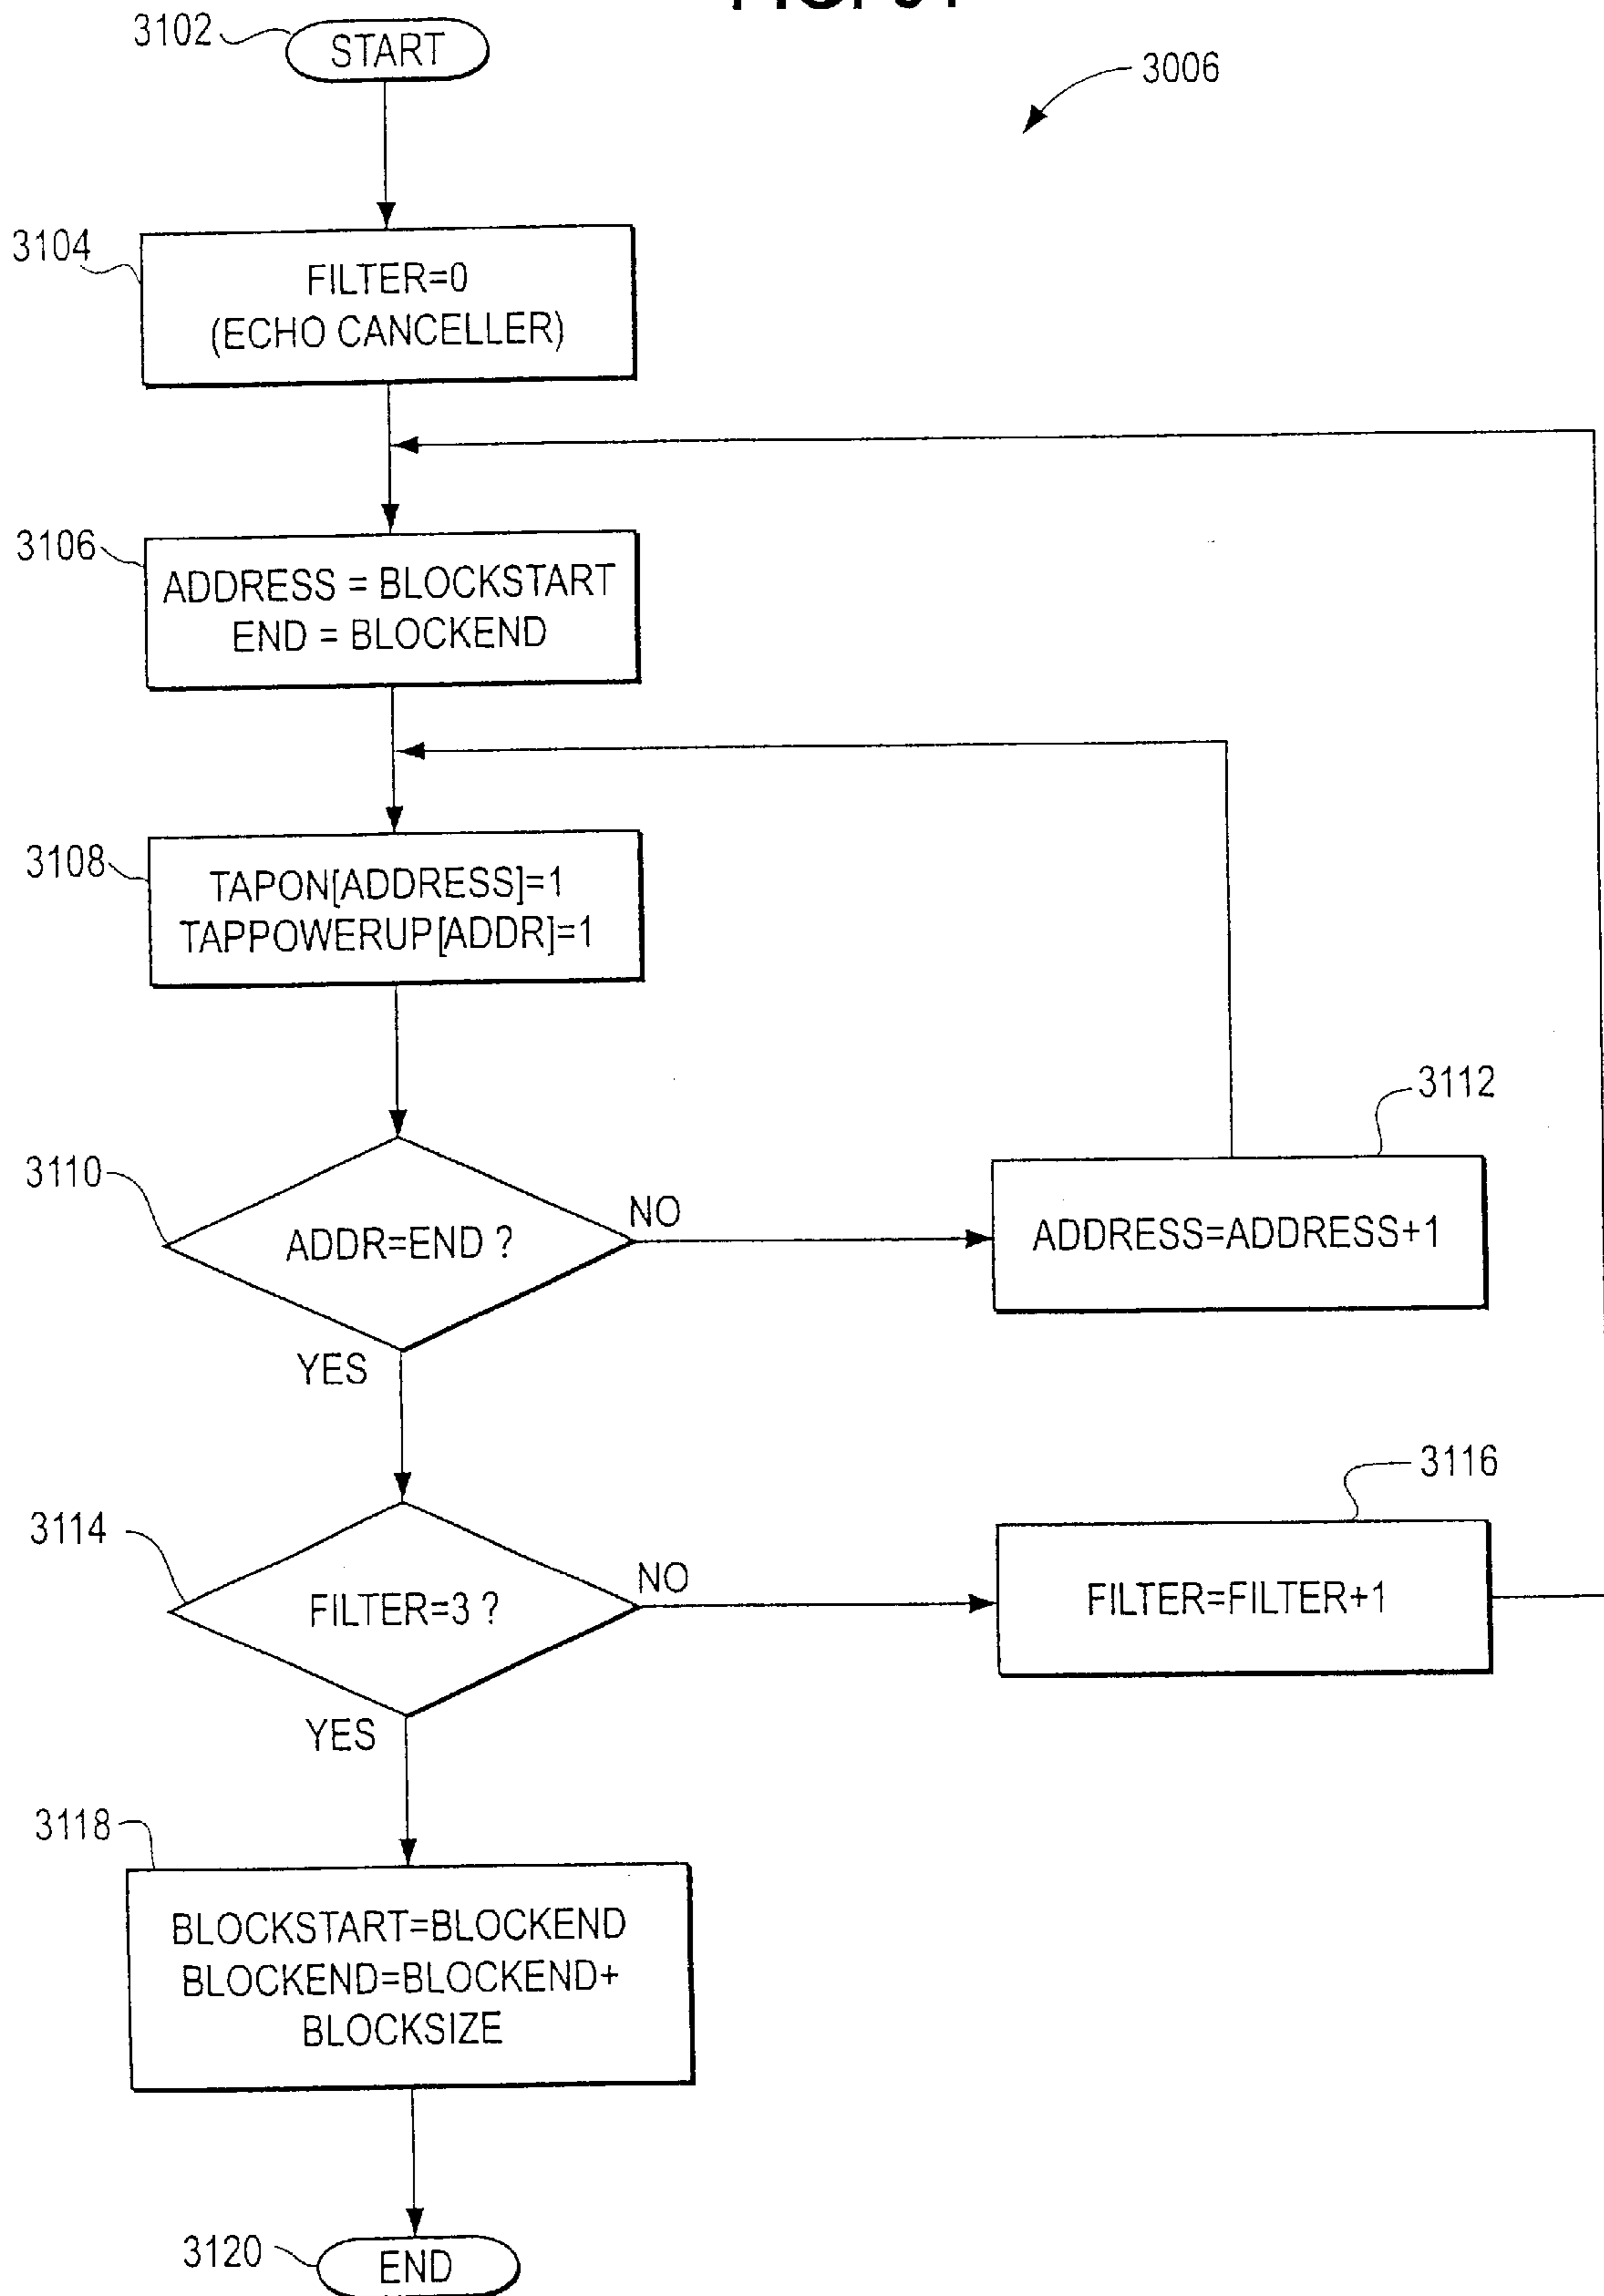 3102
START
3006
3104
FILTER=0
(ECHO CANCELLER)
3106
ADDRESS = BLOCKSTART
END = BLOCKEND
3108
TAPON[ADDRESS]=1
TAPPOWERUP[ADDR]=1
3110
ADDR=END ?
NO
3112
ADDRESS=ADDRESS+1
YES
3114
FILTER=3 ?
NO
3116
FILTER=FILTER+1
YES
3118
BLOCKSTART=BLOCKEND
BLOCKEND=BLOCKEND+
BLOCKSIZE
3120
END